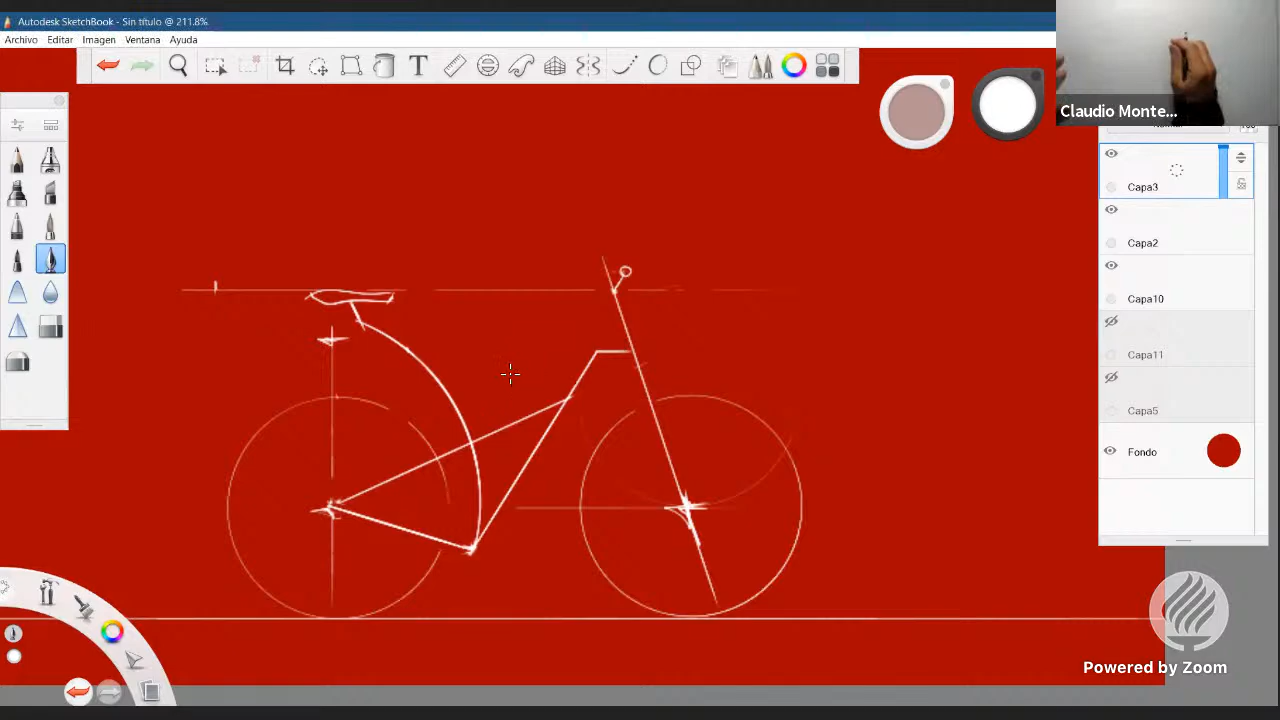 Autodesk SketchBook - Sin título @ 211.8%
Archivo Editar Imagen Ventana Ayuda
T
Claudio Monte...
Capa3
Capa2
Capa10
Capa11
Capa5
Fondo
Powered by Zoom